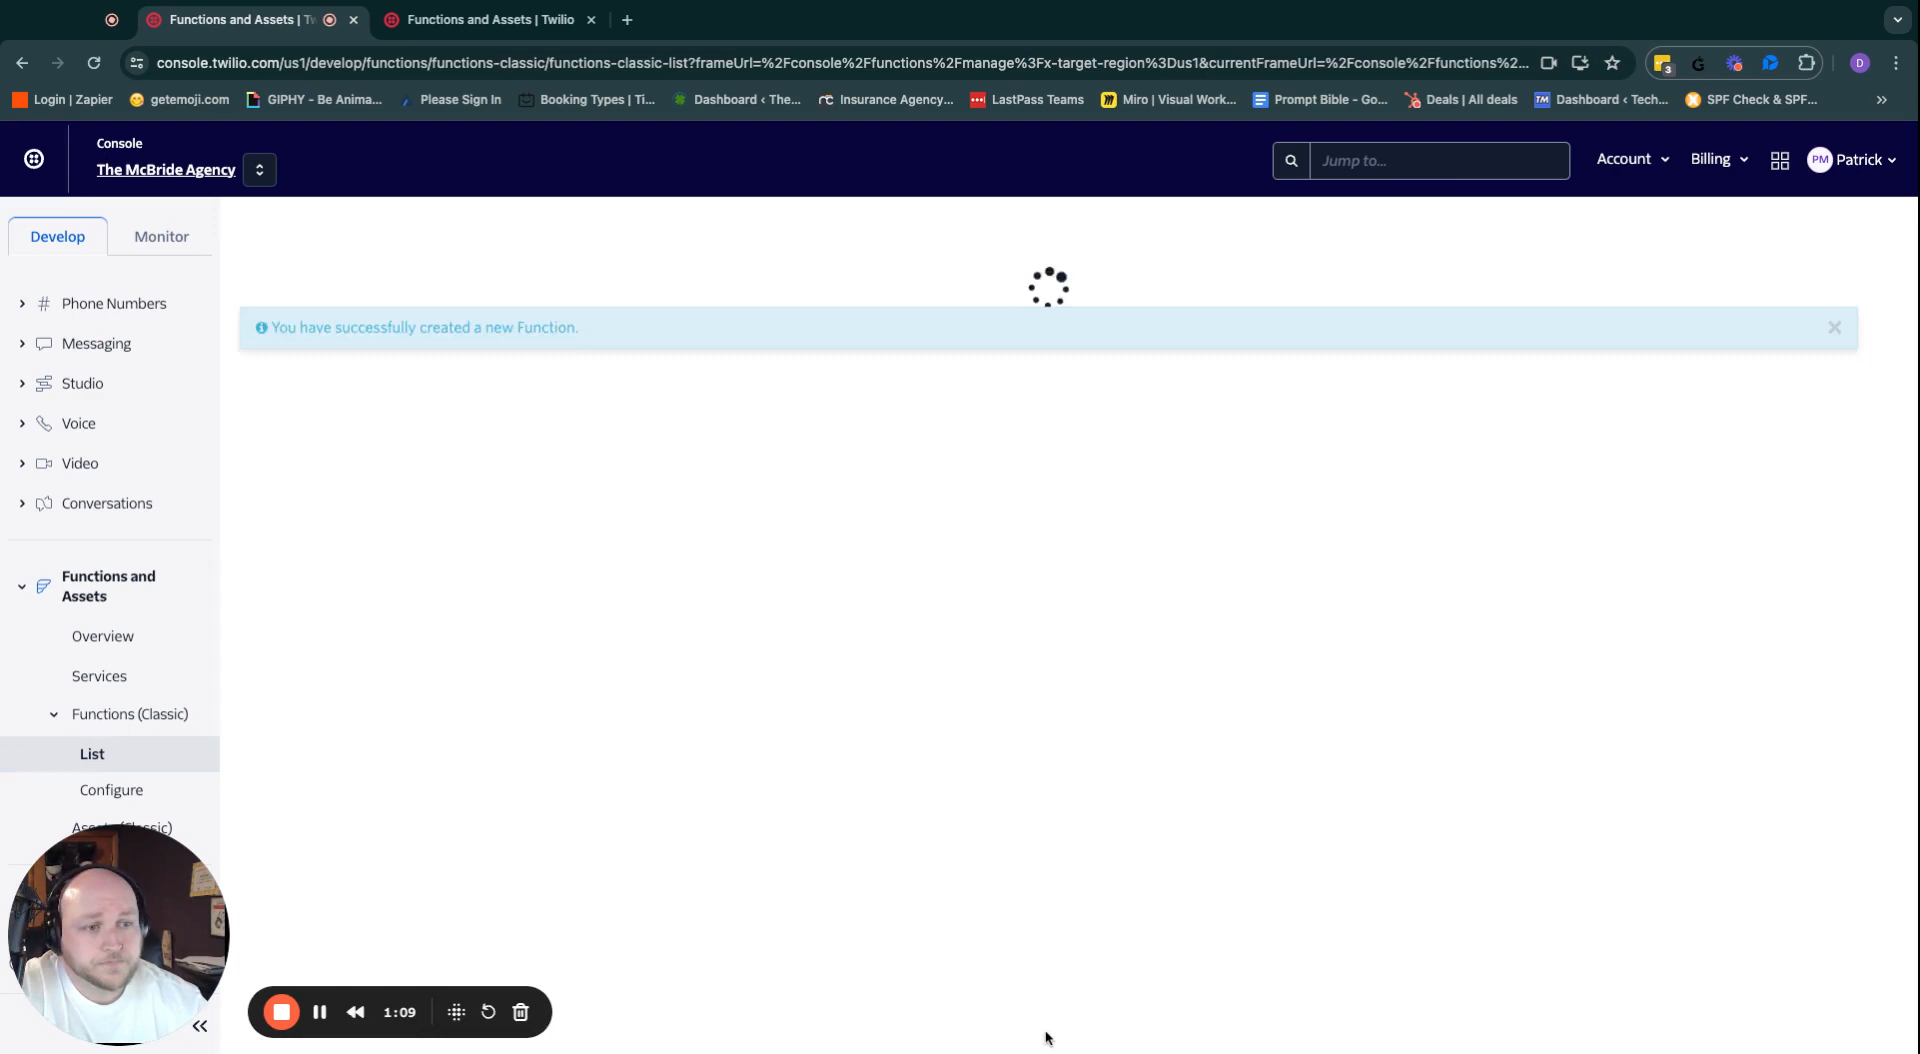 Functions and Assets | Tw
Functions and Assets | Twilio
console.twilio.com/us1/develop/functions/functions-classic/functions-classic-list?frameUrl=%2Fconsole%2Ffunctions%2Fmanage%3Fx-target-region%3Dus1&currentFrameUrl=%2Fconsole%2Ffunctions%2...
3
D
Login | Zapier
getemoji.com
GIPHY - Be Anima...
Please Sign In
Booking Types | Ti...
Dashboard ‹ The...
Insurance Agency...
LastPass Teams
Miro | Visual Work...
Prompt Bible - Go...
Deals | All deals
TM
Dashboard ‹ Tech...
SPF Check & SPF...
Console
The McBride Agency
Jump to...
Account
Billing
PM
Patrick
Develop
Monitor
Phone Numbers
Messaging
Studio
Voice
Video
Conversations
You have successfully created a new Function.
Functions and
Assets
Overview
Services
Functions (Classic)
List
Configure
Assets (Classic)
1:09